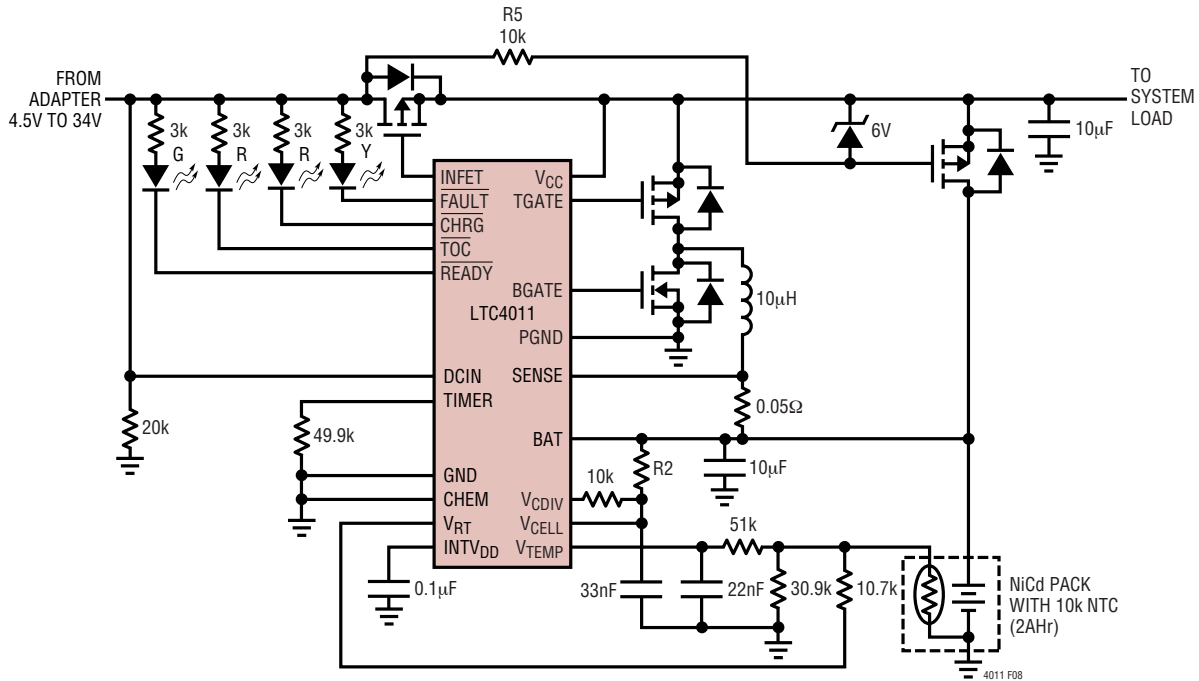 R5
10k
FROM
ADAPTER
4.5V TO 34V
TO
SYSTEM
LOAD
3k
G
3k
R
3k
R
3k
Y
6V
10µF
INFET
FAULT
CHRG
TOC
READY
VCC
TGATE
BGATE
LTC4011
PGND
10µH
DCIN
SENSE
TIMER
0.05Ω
20k
49.9k
BAT
GND
CHEM
VRT
INTVDD
10k
R2
10µF
VCDIV
VCELL
VTEMP
51k
0.1µF
33nF
22nF
30.9k
10.7k
NiCd PACK
WITH 10k NTC
(2AHr)
4011 F08